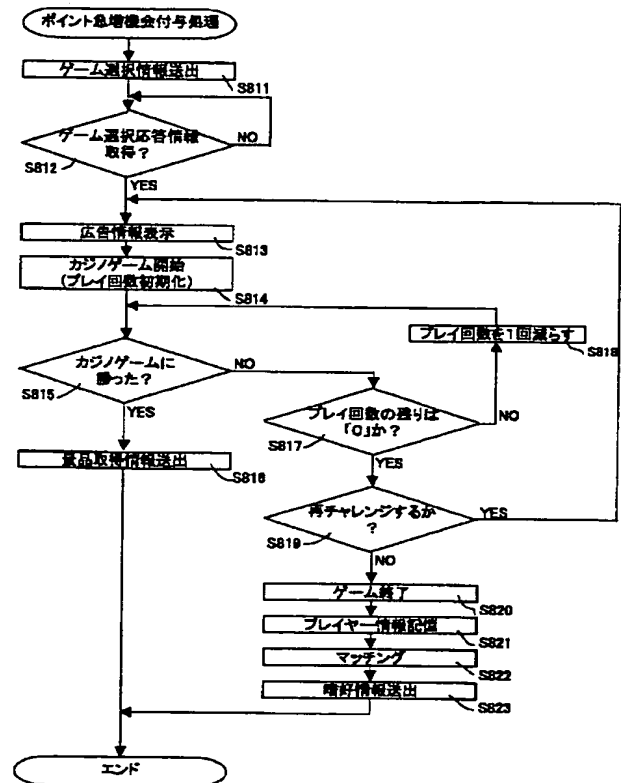 ポイント急増機会付与処理
ゲーム選択情報送出
S811
ゲーム選択応答情報
取得？
NO
S812
YES
広告情報表示
S813
カジノゲーム開始
(プレイ回数初期化)
S814
プレイ回数を1回減らす
S818
カジノゲームに
勝った？
NO
S815
YES
プレイ回数の残りは
「0」か？
NO
S817
YES
景品取得情報送出
S816
再チャレンジするか
？
YES
S819
NO
ゲーム終了
S820
プレイヤー情報記憶
S821
マッチング
S822
嗜好情報送出
S823
エンド